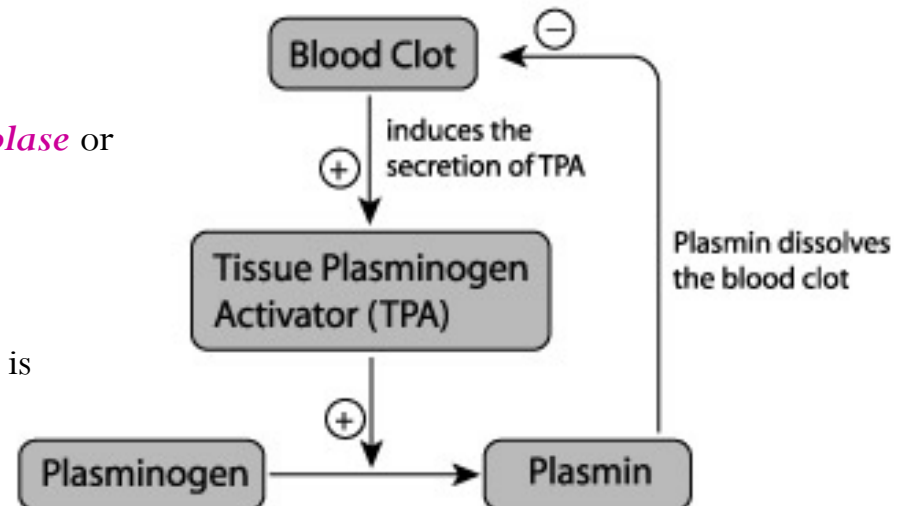 Blood Clot
−
plase or
induces the
secretion of TPA
+
Plasmin dissolves
the blood clot
Tissue Plasminogen
Activator (TPA)
is
+
Plasminogen
Plasmin